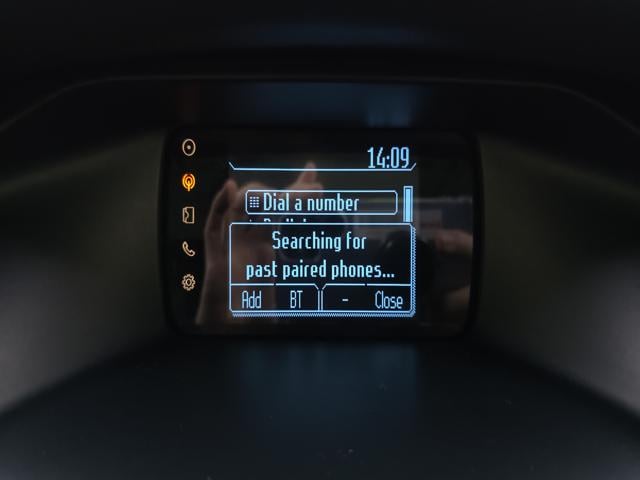 14:09
Dial a number
Searching for
past paired phones...
Add BT - Close